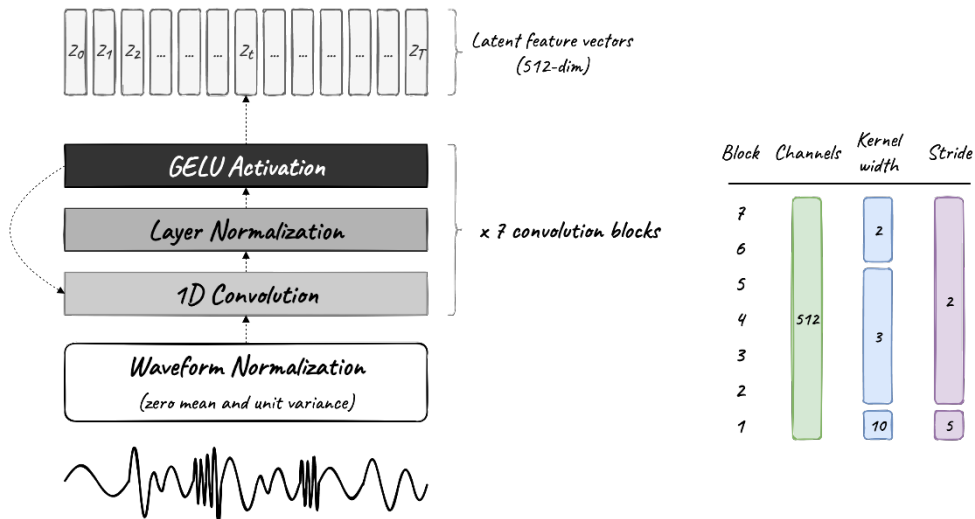 Z0 Z1 Z2 ... ... ... Zt ... ... ... ... ... ZT
Latent feature vectors
(512-dim)
GELU Activation
Layer Normalization
1D Convolution
x 7 convolution blocks
Waveform Normalization
(zero mean and unit variance)
Block Channels Kernel width Stride
7
6
5
4
3
2
1
512
2
3
10
2
5